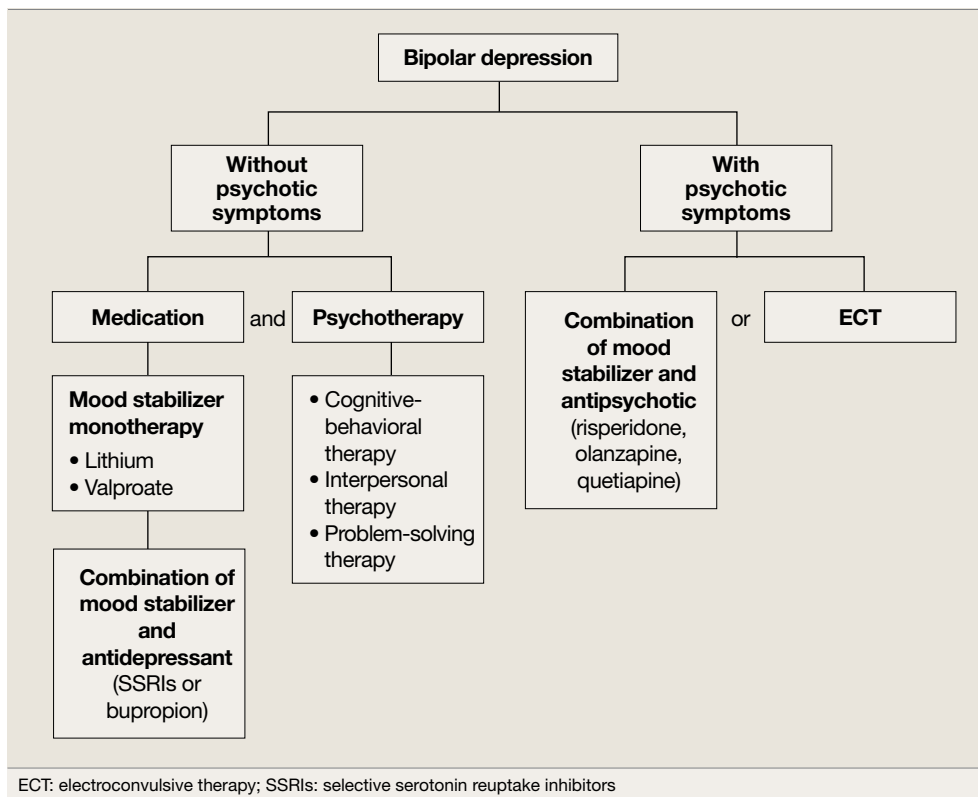 Bipolar depression
Without
psychotic
symptoms
With
psychotic
symptoms
Medication
and
Psychotherapy
Combination
of mood
stabilizer and
antipsychotic
(risperidone,
olanzapine,
quetiapine)
or
ECT
Mood stabilizer
monotherapy
• Lithium
• Valproate
• Cognitive-
behavioral
therapy
• Interpersonal
therapy
• Problem-solving
therapy
Combination of
mood stabilizer
and
antidepressant
(SSRIs or
bupropion)
ECT: electroconvulsive therapy; SSRIs: selective serotonin reuptake inhibitors